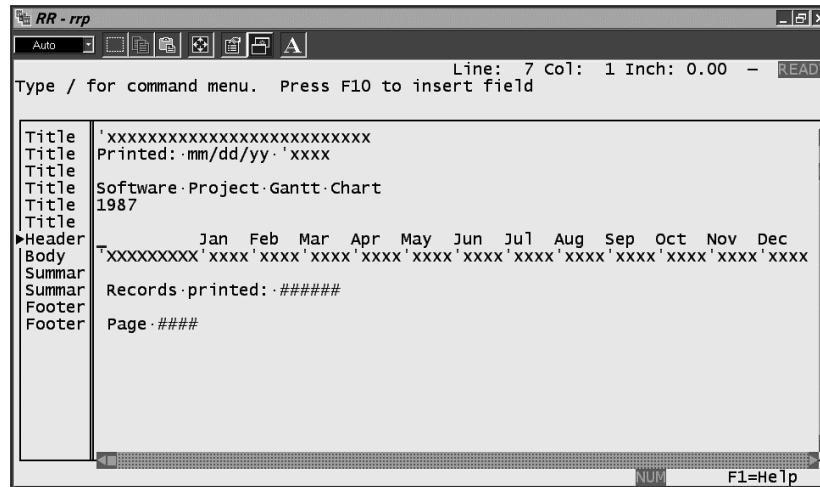 RR - rrp
Auto A
Line: 7 Col: 1 Inch: 0.00 – READ
Type / for command menu. Press F10 to insert field
Title 'xxxxxxxxxxxxxxxxxxxxxxxxxx
Title Printed:·mm/dd/yy·'xxxx
Title
Title Software·Project·Gantt·Chart
Title 1987
Title
Header _ Jan Feb Mar Apr May Jun Jul Aug Sep Oct Nov Dec
Body 'XXXXXXXXX'xxxx'xxxx'xxxx'xxxx'xxxx'xxxx'xxxx'xxxx'xxxx'xxxx'xxxx'xxxx
Summar
Summar Records·printed:·######
Footer
Footer Page·####
NUM F1=Help